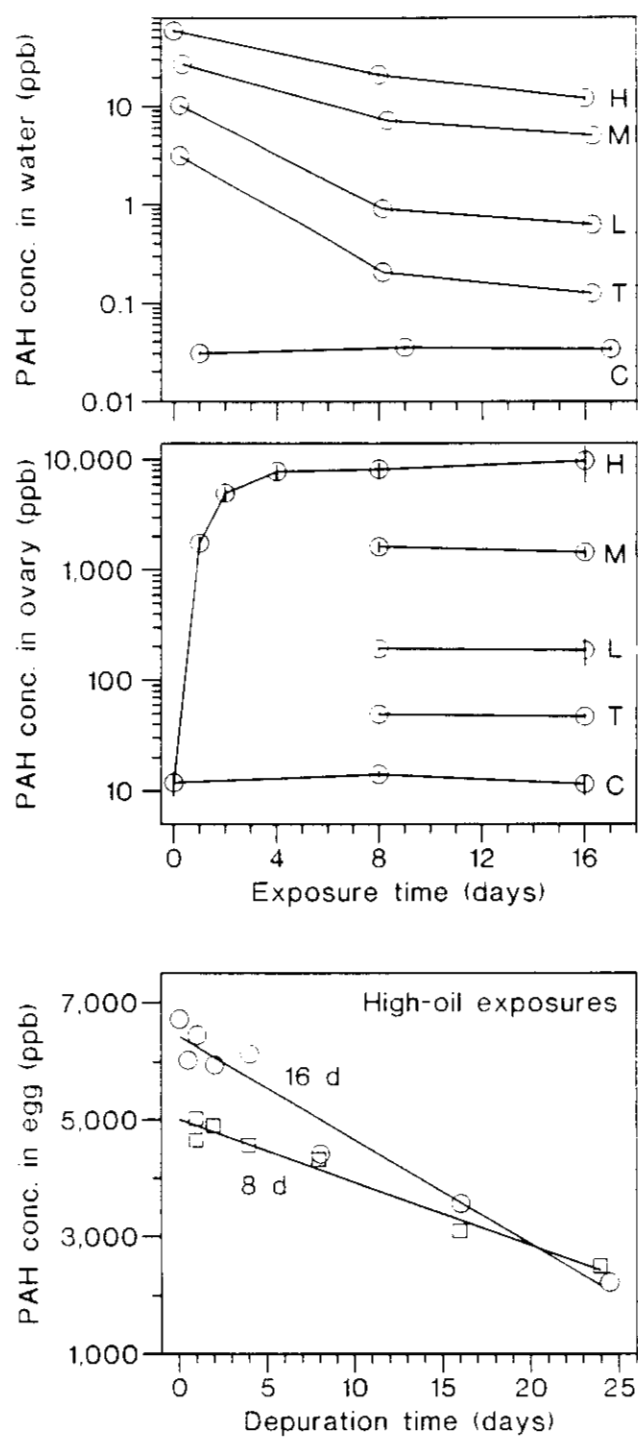 PAH conc. in water (ppb)
10
1
0.1
0.01
H
M
L
T
C
PAH conc. in ovary (ppb)
10,000
1,000
100
10
H
M
L
T
C
0 4 8 12 16
Exposure time (days)
PAH conc. in egg (ppb)
7,000
5,000
3,000
1,000
High-oil exposures
16 d
8 d
0 5 10 15 20 25
Depuration time (days)